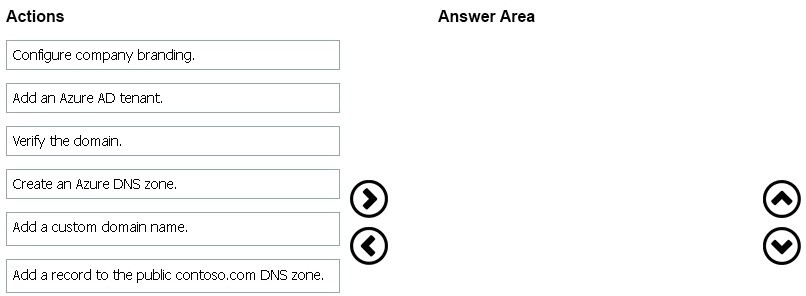 Actions
Answer Area
Configure company branding.
Add an Azure AD tenant.
Verify the domain.
Create an Azure DNS zone.
Add a custom domain name.
Add a record to the public contoso.com DNS zone.